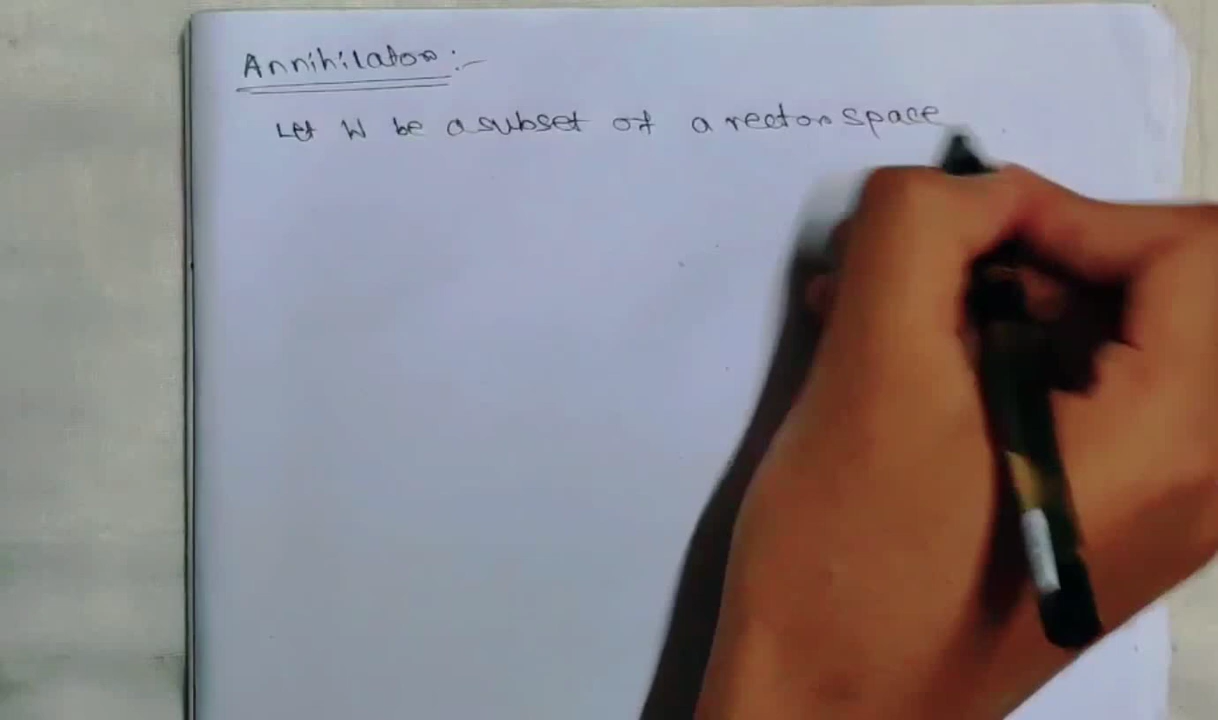 Annihilator :-
Let W be a subset of a vector space